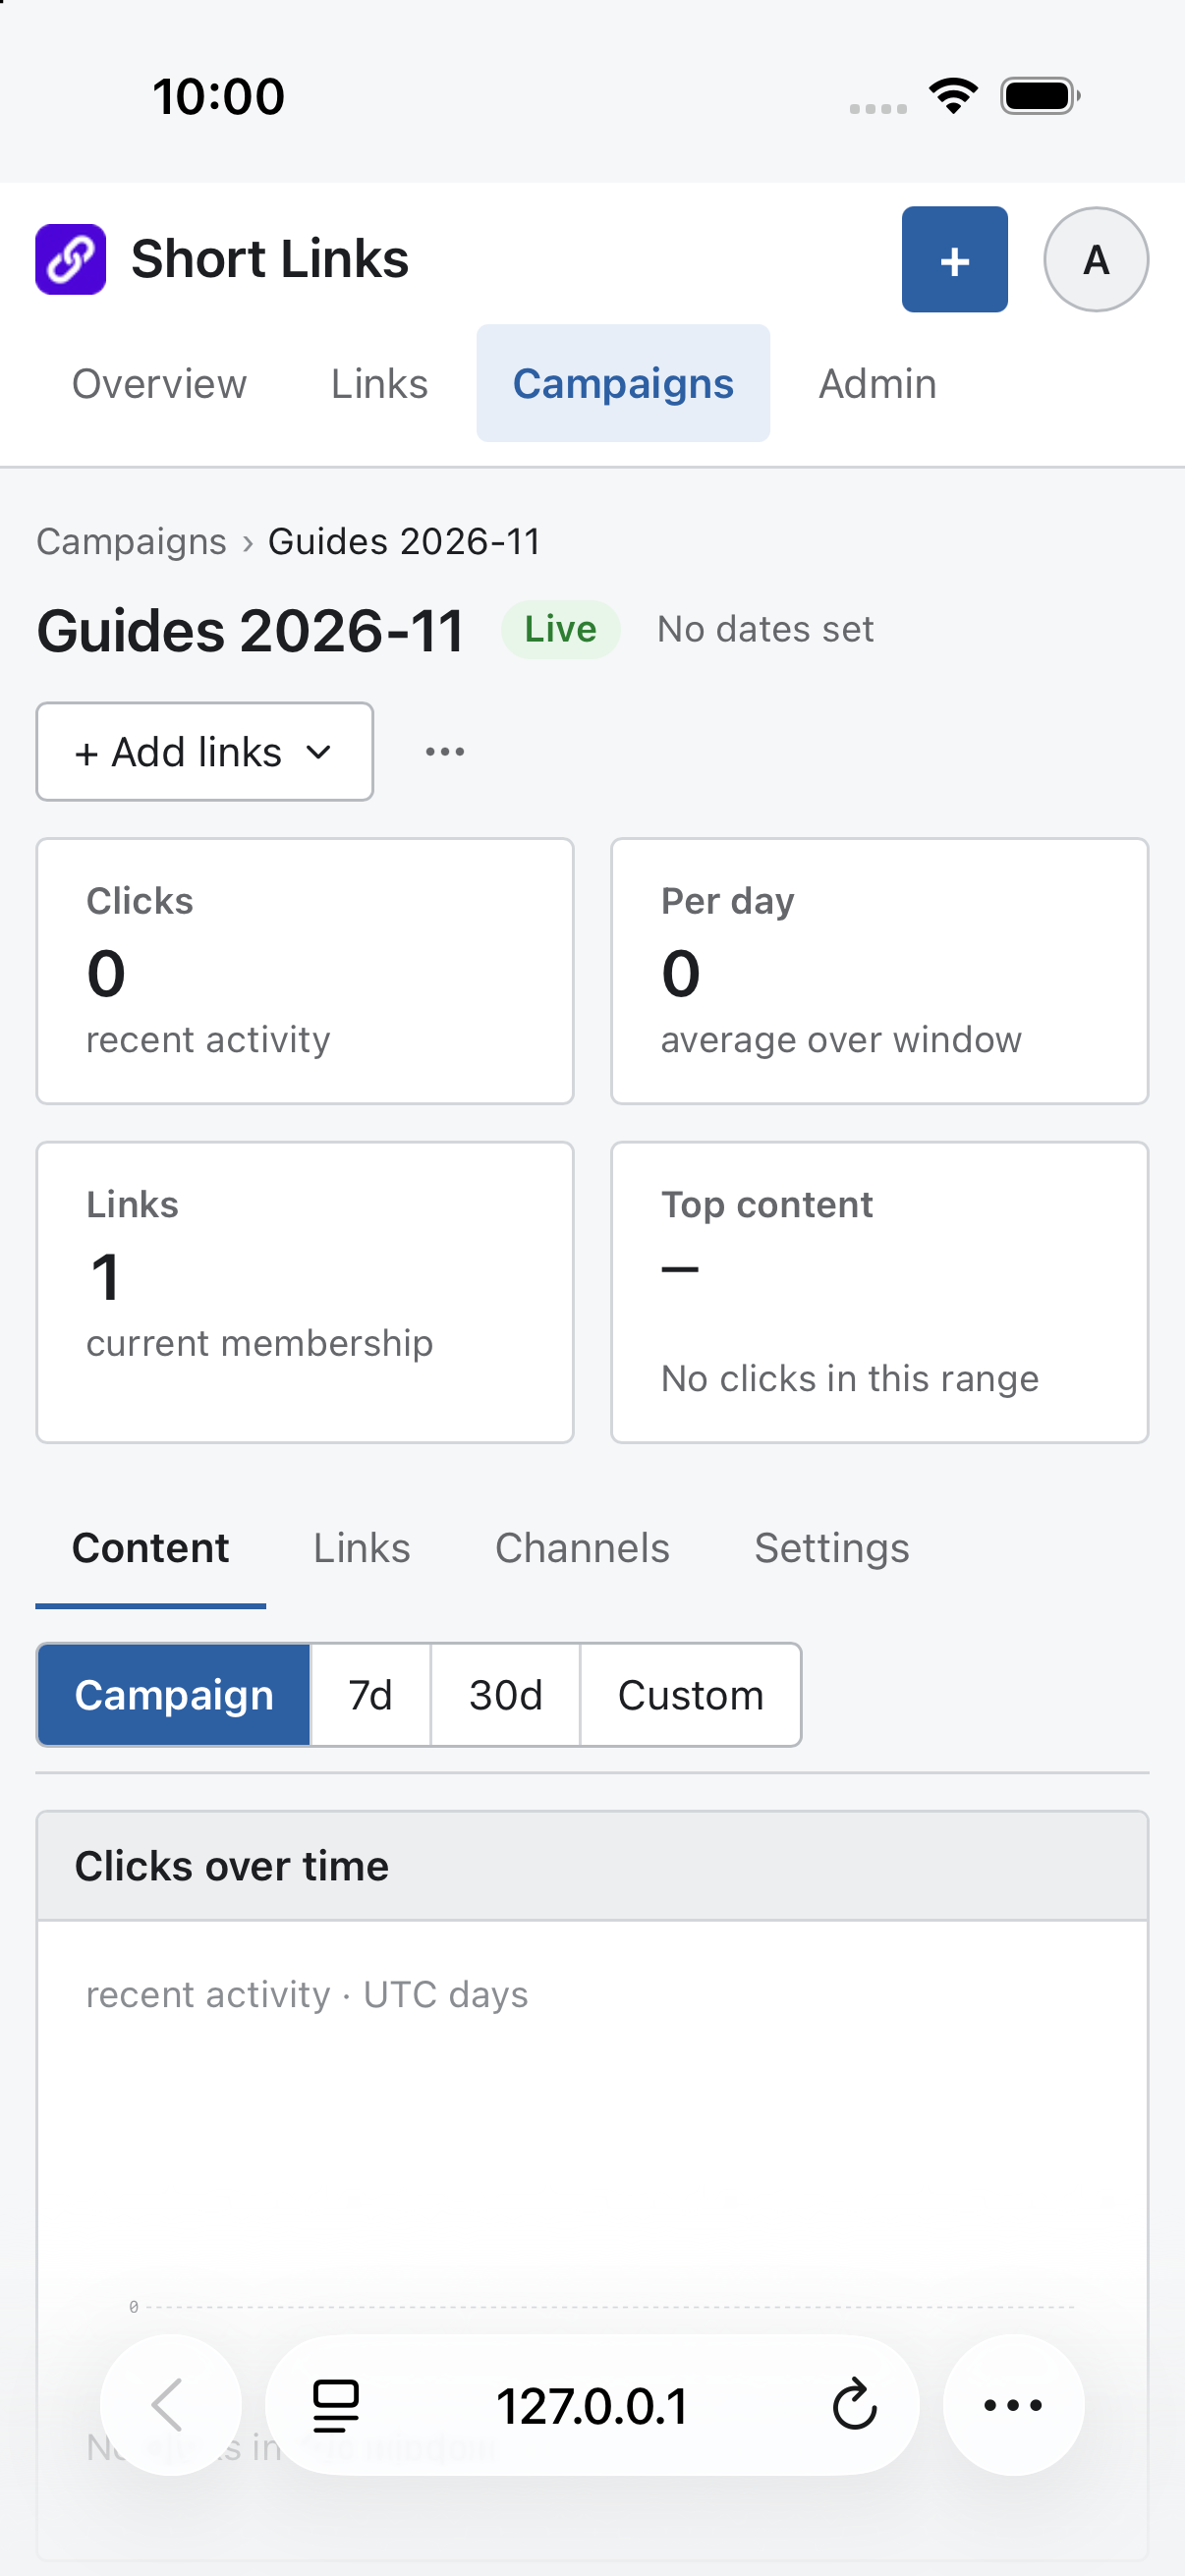 10:00
Short Links
+
A
Overview Links Campaigns Admin
Campaigns › Guides 2026-11
Guides 2026-11 Live No dates set
+ Add links
Clicks
0
recent activity
Per day
0
average over window
Links
1
current membership
Top content
—
No clicks in this range
Content Links Channels Settings
Campaign 7d 30d Custom
Clicks over time
recent activity · UTC days
0
127.0.0.1
in